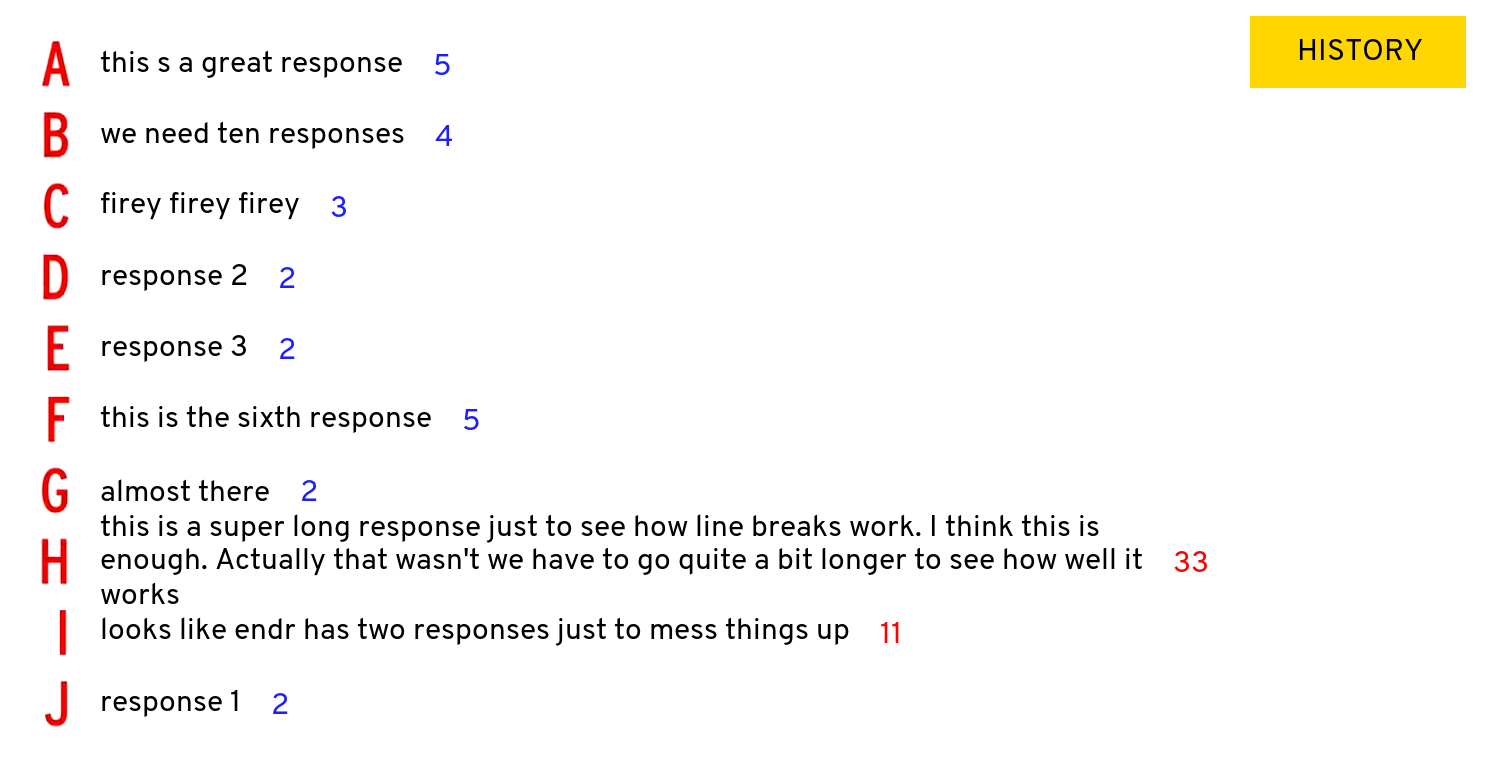 HISTORY
A this s a great response 5
B we need ten responses 4
C firey firey firey 3
D response 2 2
E response 3 2
F this is the sixth response 5
G almost there 2
this is a super long response just to see how line breaks work. I think this is
H enough. Actually that wasn't we have to go quite a bit longer to see how well it 33
works
I looks like endr has two responses just to mess things up 11
J response 1 2